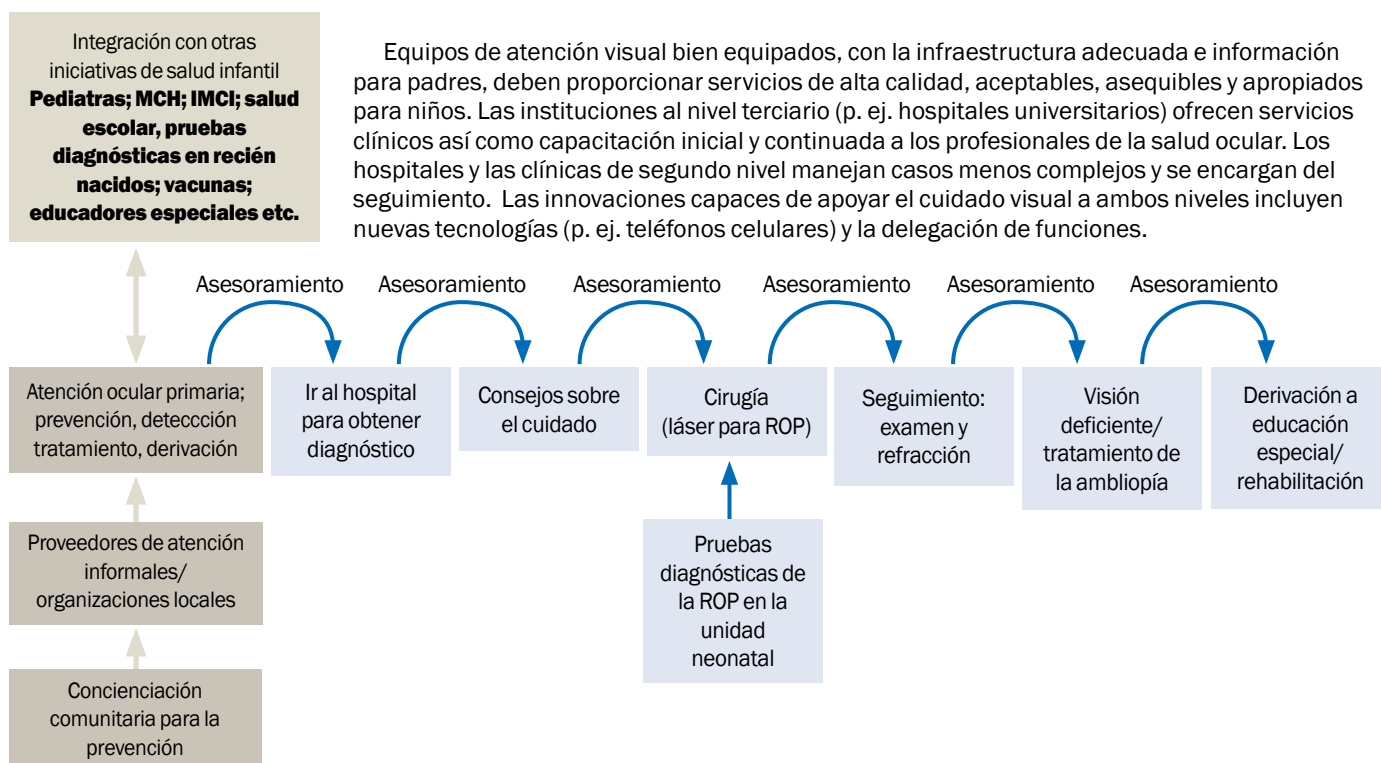 Integración con otras
iniciativas de salud infantil
Pediatras; MCH; IMCI; salud
escolar, pruebas
diagnósticas en recién
nacidos; vacunas;
educadores especiales etc.
Equipos de atención visual bien equipados, con la infraestructura adecuada e información
para padres, deben proporcionar servicios de alta calidad, aceptables, asequibles y apropiados
para niños. Las instituciones al nivel terciario (p. ej. hospitales universitarios) ofrecen servicios
clínicos así como capacitación inicial y continuada a los profesionales de la salud ocular. Los
hospitales y las clínicas de segundo nivel manejan casos menos complejos y se encargan del
seguimiento. Las innovaciones capaces de apoyar el cuidado visual a ambos niveles incluyen
nuevas tecnologías (p. ej. teléfonos celulares) y la delegación de funciones.
Asesoramiento
Asesoramiento
Asesoramiento
Asesoramiento
Asesoramiento
Asesoramiento
Atención ocular primaria;
prevención, deteccción
tratamiento, derivación
Ir al hospital
para obtener
diagnóstico
Consejos sobre
el cuidado
Cirugía
(láser para ROP)
Seguimiento:
examen y
refracción
Visión
deficiente/
tratamiento de
la ambliopía
Derivación a
educación
especial/
rehabilitación
Proveedores de atención
informales/
organizaciones locales
Pruebas
diagnósticas de
la ROP en la
unidad
neonatal
Concienciación
comunitaria para la
prevención